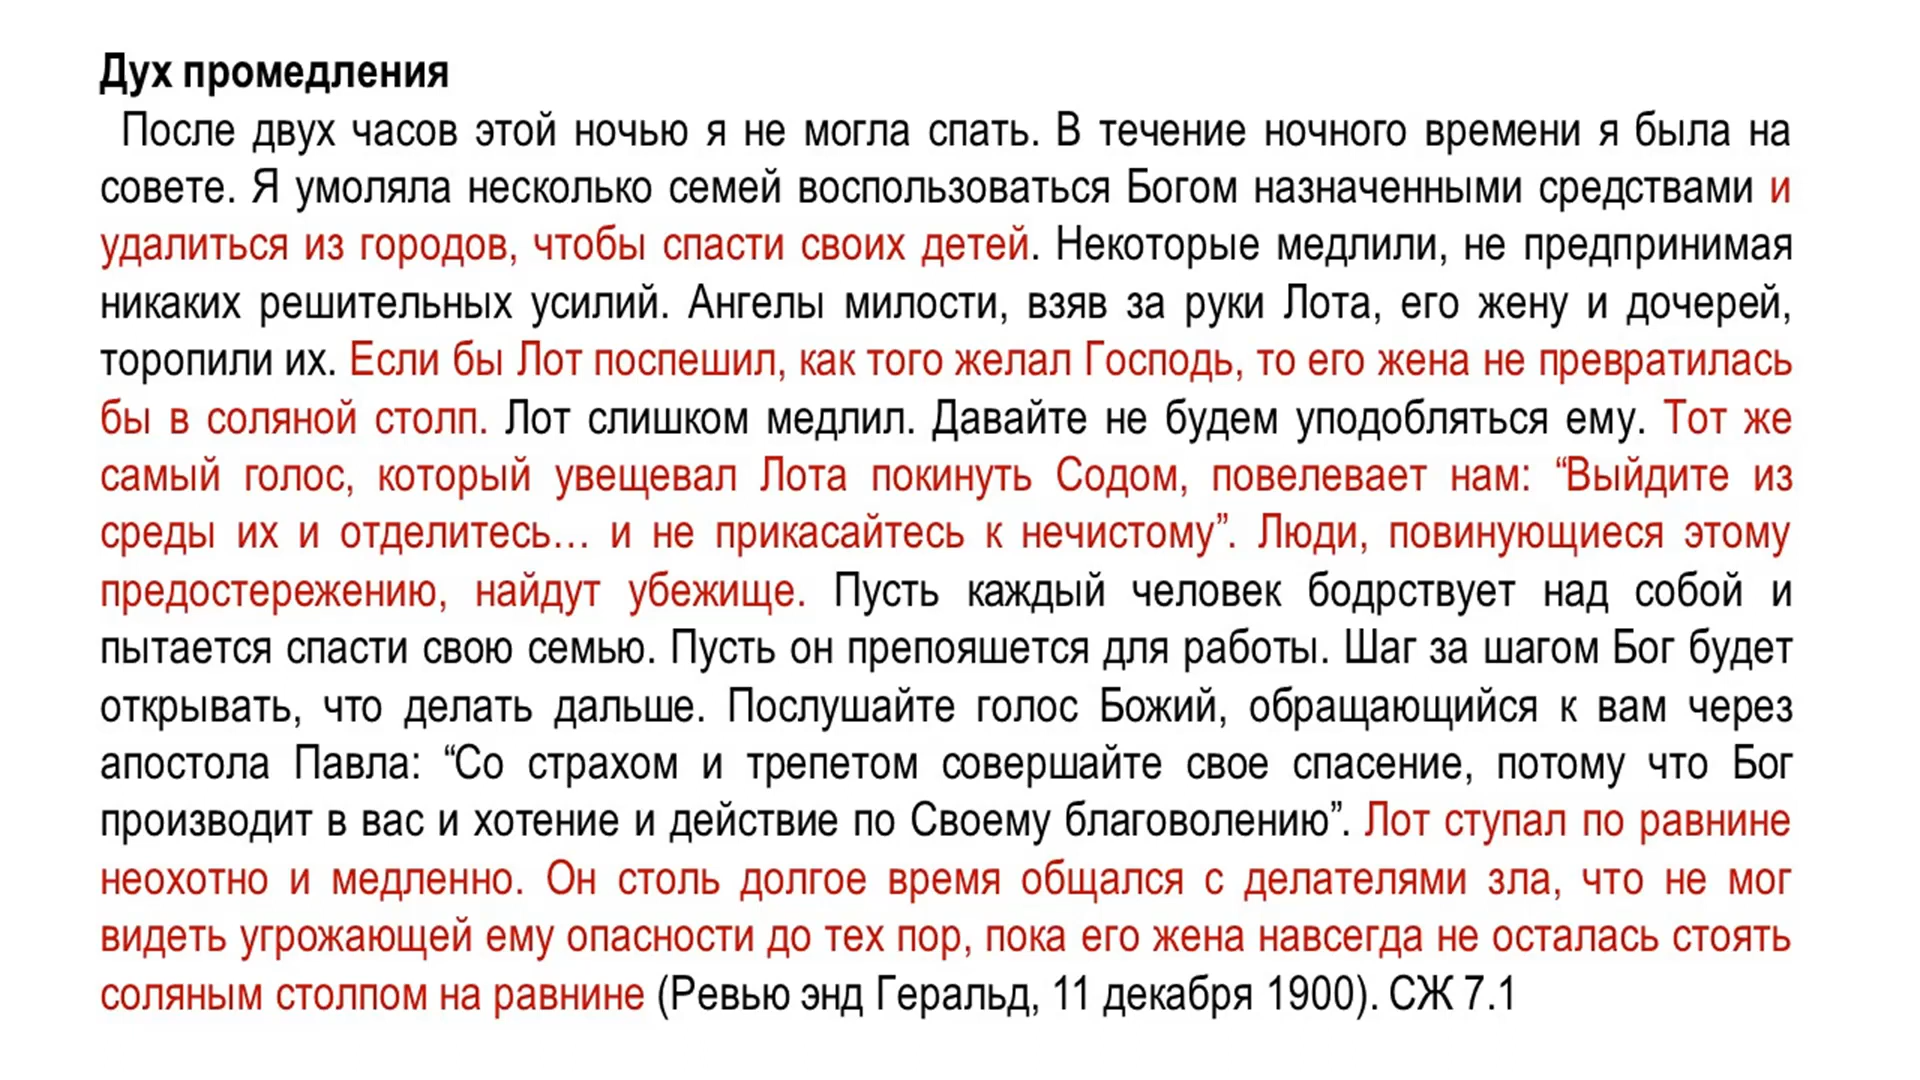 Дух промедления
После двух часов этой ночью я не могла спать. В течение ночного времени я была на
совете. Я умоляла несколько семей воспользоваться Богом назначенными средствами и
удалиться из городов, чтобы спасти своих детей. Некоторые медлили, не предпринимая
никаких решительных усилий. Ангелы милости, взяв за руки Лота, его жену и дочерей,
торопили их. Если бы Лот поспешил, как того желал Господь, то его жена не превратилась
бы в соляной столп. Лот слишком медлил. Давайте не будем уподобляться ему. Тот же
самый голос, который увещевал Лота покинуть Содом, повелевает нам: “Выйдите из
среды их и отделитесь… и не прикасайтесь к нечистому”. Люди, повинующиеся этому
предостережению, найдут убежище. Пусть каждый человек бодрствует над собой и
пытается спасти свою семью. Пусть он препояшется для работы. Шаг за шагом Бог будет
открывать, что делать дальше. Послушайте голос Божий, обращающийся к вам через
апостола Павла: “Со страхом и трепетом совершайте свое спасение, потому что Бог
производит в вас и хотение и действие по Своему благоволению”. Лот ступал по равнине
неохотно и медленно. Он столь долгое время общался с делателями зла, что не мог
видеть угрожающей ему опасности до тех пор, пока его жена навсегда не осталась стоять
соляным столпом на равнине (Ревью энд Геральд, 11 декабря 1900). СЖ 7.1